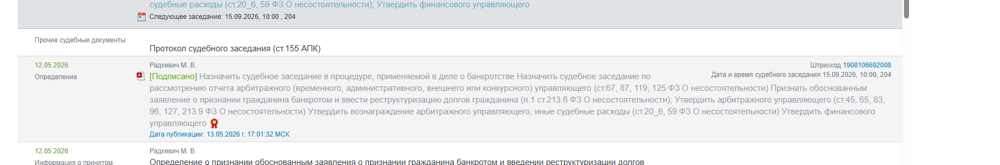 судебные расходы (ст.20_6, 59 ФЗ О несостоятельности); Утвердить финансового управляющего
Следующее заседание: 15.09.2026, 10:00 , 204
Прочие судебные документы
Протокол судебного заседания (ст.155 АПК)
12.05.2026
Радкевич М. В.
Штрихкод 1908106692008
Определение
Дата и время судебного заседания 15.09.2026, 10:00, 204
[Подписано] Назначить судебное заседание в процедуре, применяемой в деле о банкротстве Назначить судебное заседание по
рассмотрению отчета арбитражного (временного, административного, внешнего или конкурсного) управляющего (ст.67, 87, 119, 125 ФЗ О несостоятельности) Признать обоснованным
заявление о признании гражданина банкротом и ввести реструктуризацию долгов гражданина (п.1 ст.213.6 ФЗ О несостоятельности); Утвердить арбитражного управляющего (ст.45, 65, 83,
96, 127, 213.9 ФЗ О несостоятельности) Утвердить вознаграждение арбитражного управляющего, иные судебные расходы (ст.20_6, 59 ФЗ О несостоятельности) Утвердить финансового
управляющего
Дата публикации: 13.05.2026 г. 17:01:32 МСК
12.05.2026
Радкевич М. В.
Информация о принятом
Определение о признании обоснованным заявления о признании гражданина банкротом и введении реструктуризации долгов